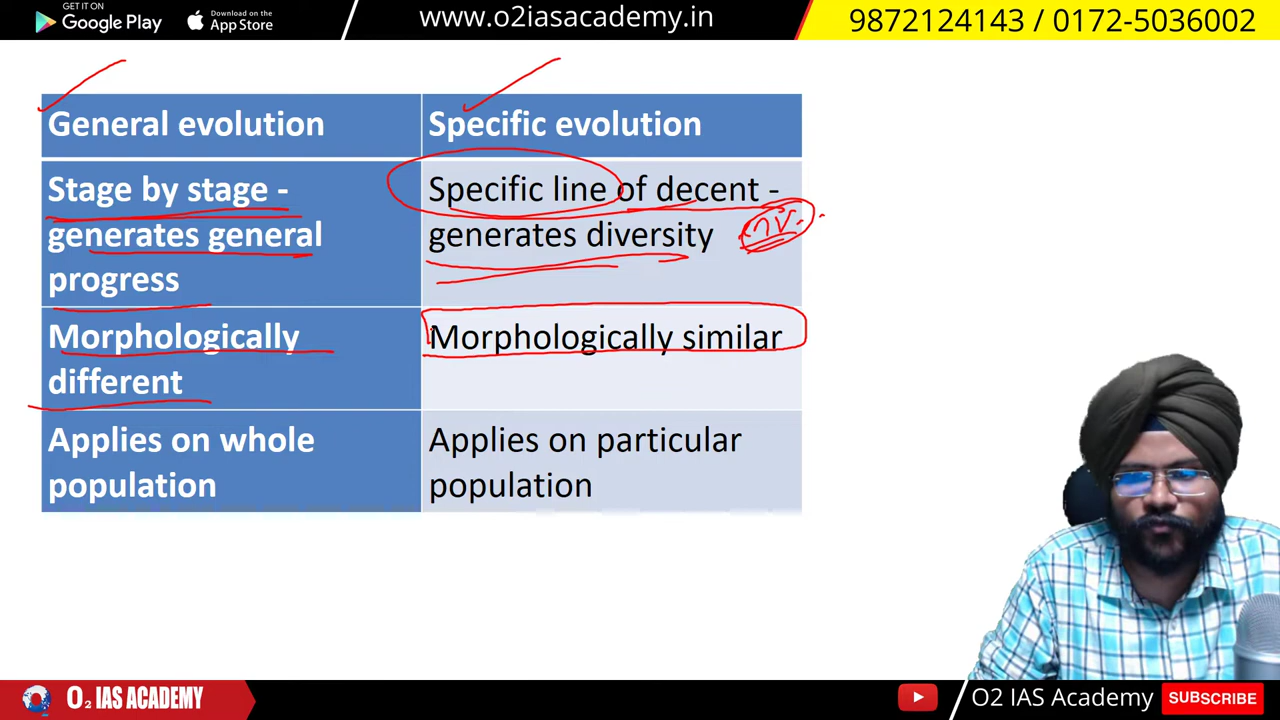 GET IT ON
Google Play
Download on the
App Store
www.o2iasacademy.in
9872124143 / 0172-5036002
General evolution
Specific evolution
Stage by stage -
generates general
progress
Specific line of decent -
generates diversity
Morphologically
different
Morphologically similar
Applies on whole
population
Applies on particular
population
O2 IAS ACADEMY
O2 IAS Academy
SUBSCRIBE